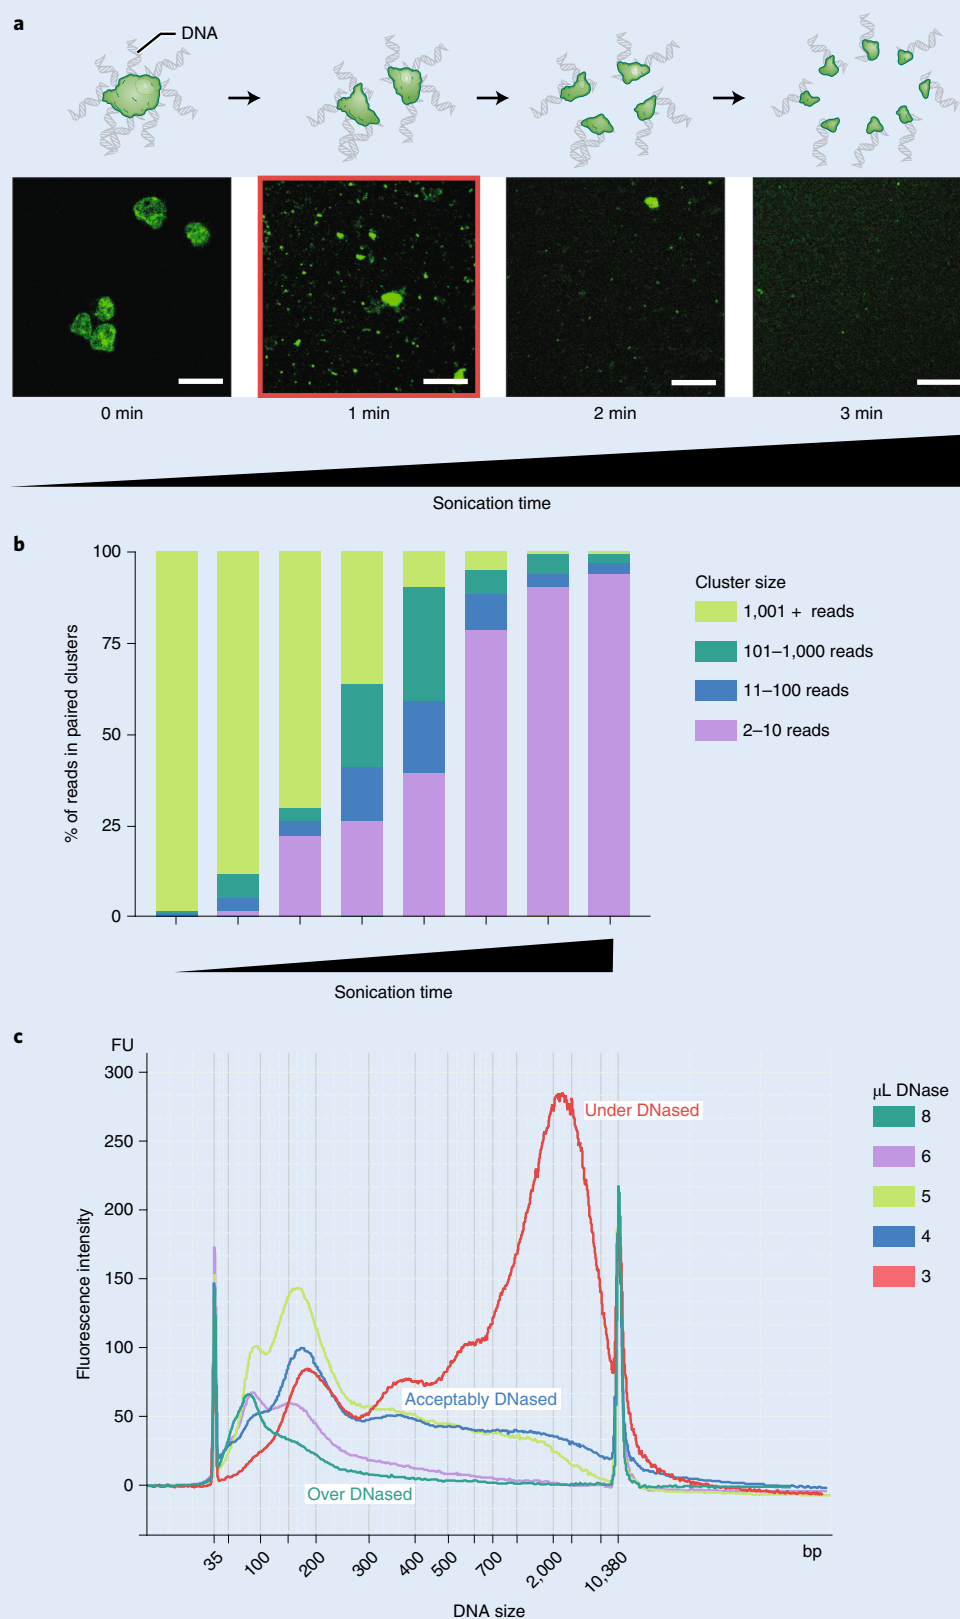 a
DNA
0 min
1 min
2 min
3 min
Sonication time
b
% of reads in paired clusters
100
75
50
25
0
Cluster size
1,001 + reads
101–1,000 reads
11–100 reads
2–10 reads
Sonication time
c
FU
Fluorescence intensity
300
250
200
150
100
50
0
Under DNased
Acceptably DNased
Over DNased
µL DNase
8
6
5
4
3
35
100
200
300
400
500
700
2,000
10,380
bp
DNA size